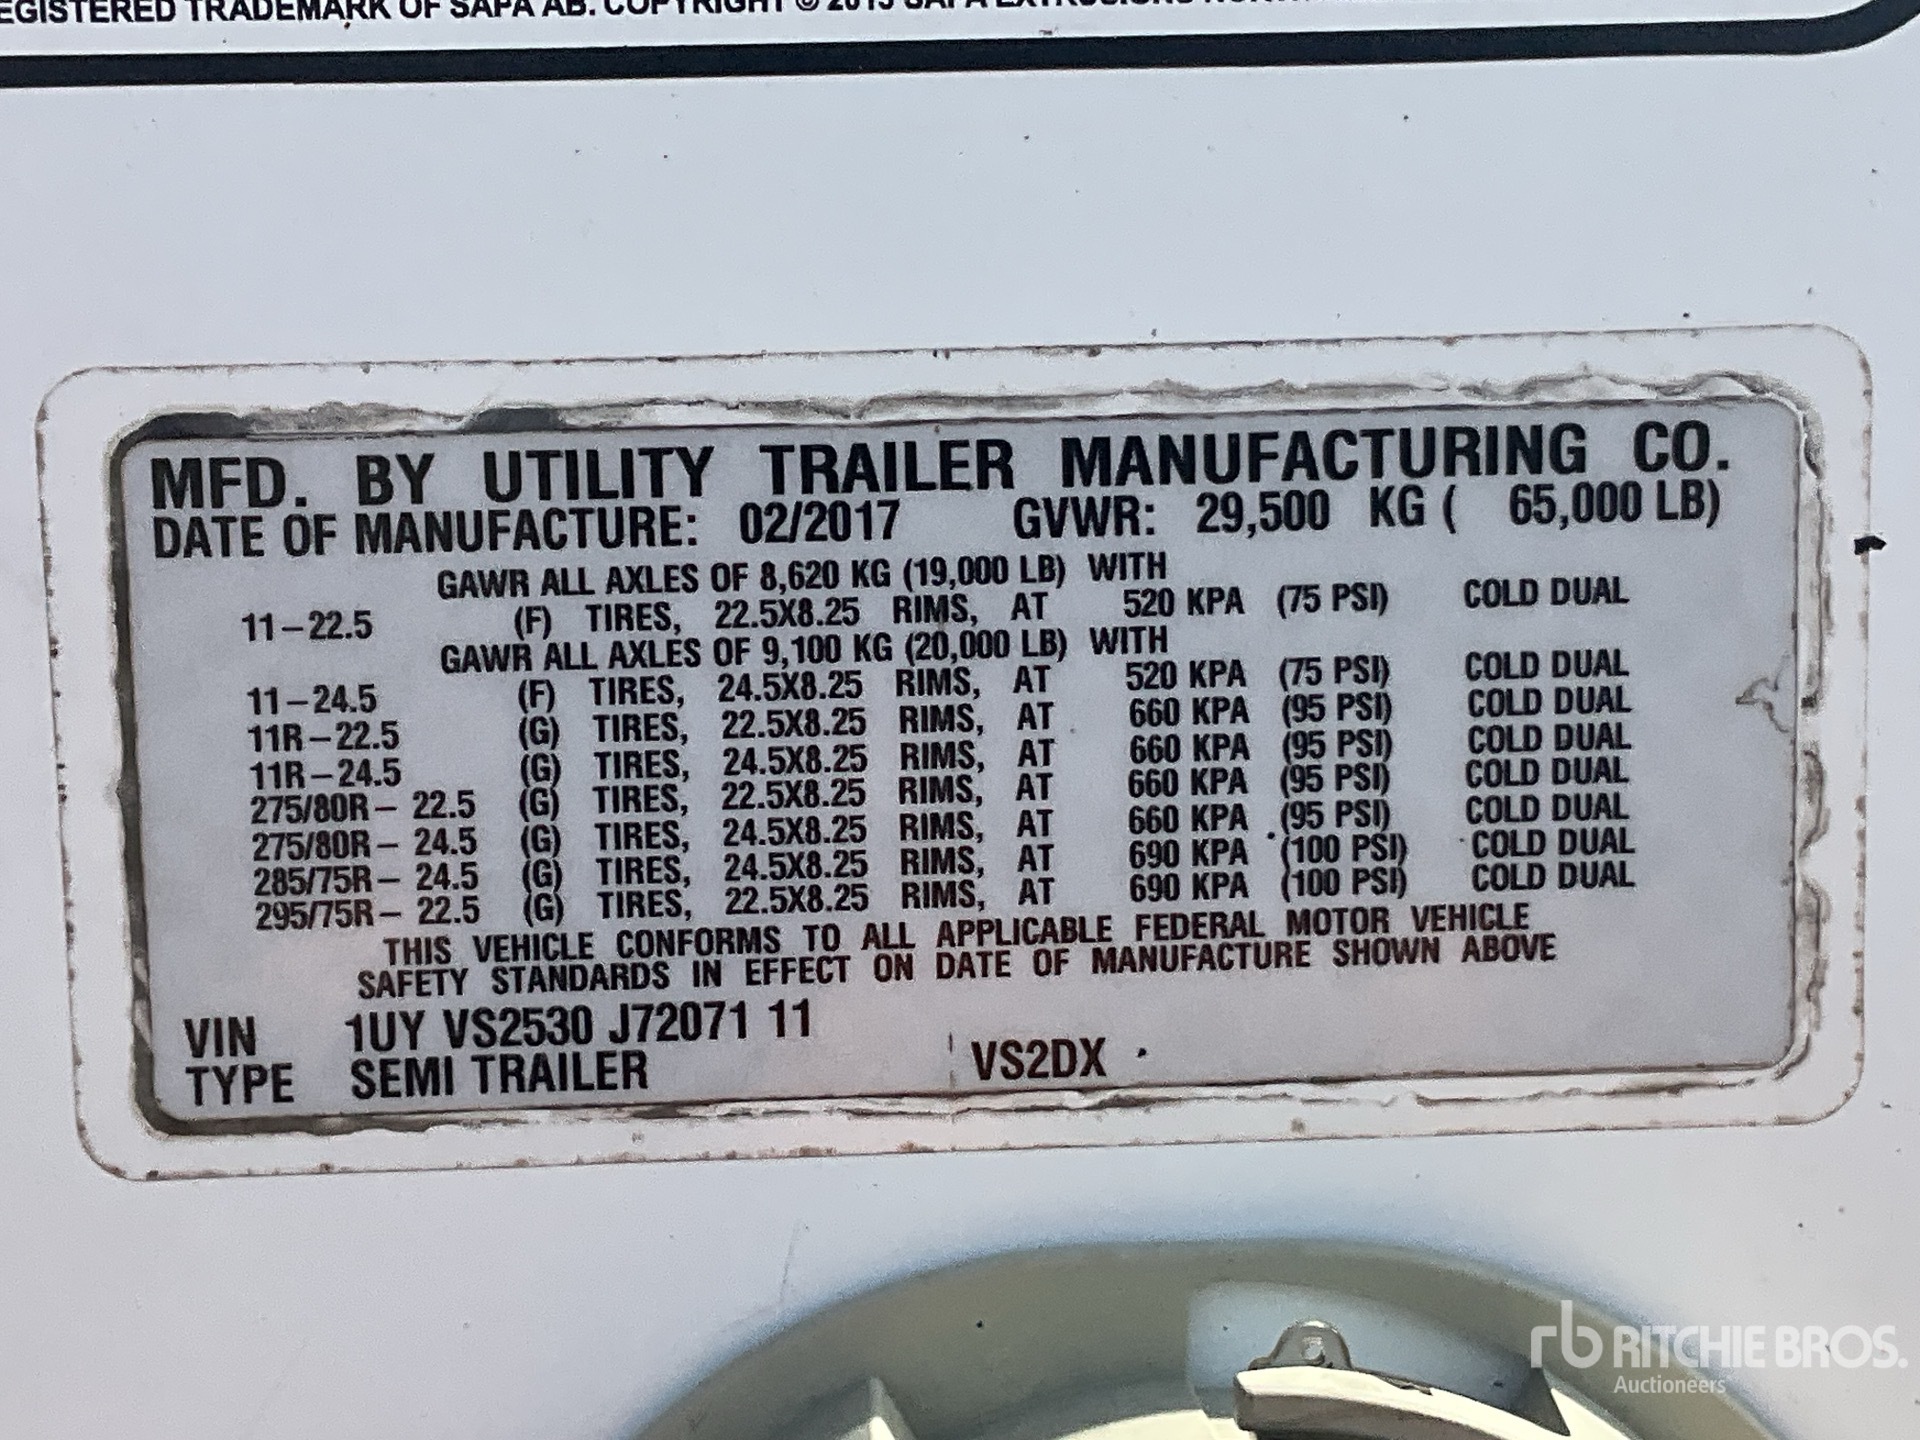 REGISTERED TRADEMARK OF SAPA AB. COPYRIGHT © 2013 SAPA EXTRUSIONS
MFD. BY UTILITY TRAILER MANUFACTURING CO.
DATE OF MANUFACTURE: 02/2017 GVWR: 29,500 KG ( 65,000 LB)
GAWR ALL AXLES OF 8,620 KG (19,000 LB) WITH
11-22.5 (F) TIRES, 22.5X8.25 RIMS, AT 520 KPA (75 PSI) COLD DUAL
GAWR ALL AXLES OF 9,100 KG (20,000 LB) WITH
11-24.5 (F) TIRES, 24.5X8.25 RIMS, AT 520 KPA (75 PSI) COLD DUAL
11R-22.5 (G) TIRES, 22.5X8.25 RIMS, AT 660 KPA (95 PSI) COLD DUAL
11R-24.5 (G) TIRES, 24.5X8.25 RIMS, AT 660 KPA (95 PSI) COLD DUAL
275/80R- 22.5 (G) TIRES, 22.5X8.25 RIMS, AT 660 KPA (95 PSI) COLD DUAL
275/80R- 24.5 (G) TIRES, 24.5X8.25 RIMS, AT 660 KPA (95 PSI) COLD DUAL
285/75R- 24.5 (G) TIRES, 24.5X8.25 RIMS, AT 690 KPA (100 PSI) COLD DUAL
295/75R- 22.5 (G) TIRES, 22.5X8.25 RIMS, AT 690 KPA (100 PSI) COLD DUAL
THIS VEHICLE CONFORMS TO ALL APPLICABLE FEDERAL MOTOR VEHICLE
SAFETY STANDARDS IN EFFECT ON DATE OF MANUFACTURE SHOWN ABOVE
VIN 1UY VS2530 J72071 11
TYPE SEMI TRAILER VS2DX
rb RITCHIE BROS.
Auctioneers